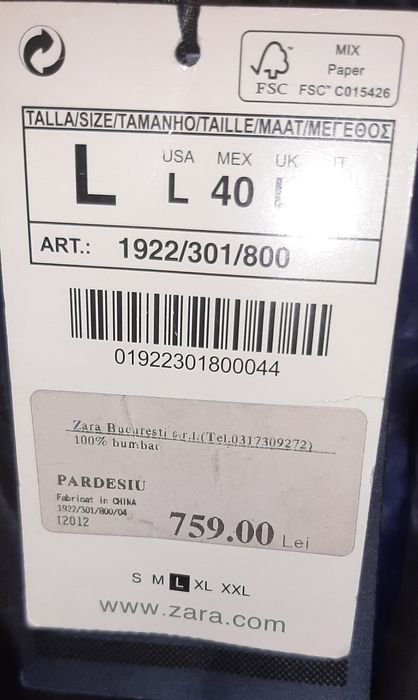 MIX
Paper
FSC FSC™ C015426
TALLA/SIZE/TAMANHO/TAILLE/MAAT/ΜΕΓΕΘΟΣ
USA MEX UK IT
L L 40
ART.: 1922/301/800
01922301800044
Zara Bucuresti s.r.l.(Tel.0317309272)
100% bumbac
PARDESIU
Fabricat in CHINA
1922/301/800/04
I2012
759.00 Lei
S M L XL XXL
www.zara.com